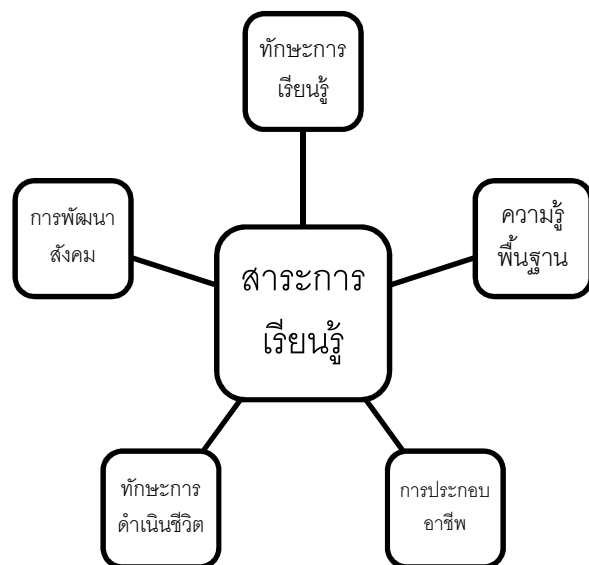 ทักษะการ
เรียนรู้
การพัฒนา
สังคม
ความรู้
พื้นฐาน
สาระการ
เรียนรู้
ทักษะการ
ดำเนินชีวิต
การประกอบ
อาชีพ